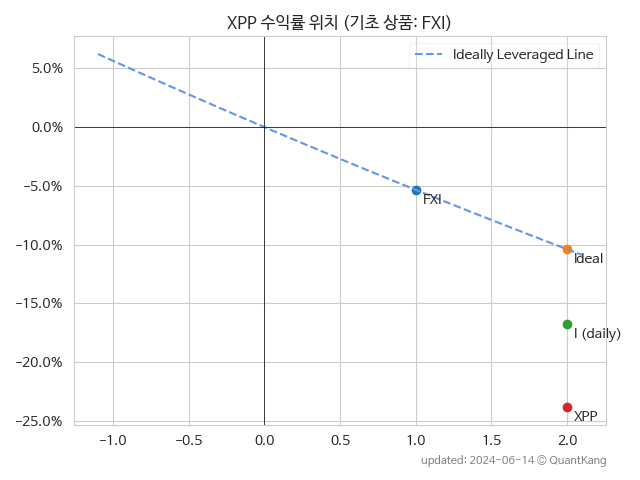 XPP 수익률 위치 (기초 상품: FXI)
Ideally Leveraged Line
5.0%
0.0%
FXI
−5.0%
Ideal
−10.0%
I (daily)
−15.0%
−20.0%
XPP
−25.0%
−1.0 −0.5 0.0 0.5 1.0 1.5 2.0
updated: 2024-06-14 © QuantKang